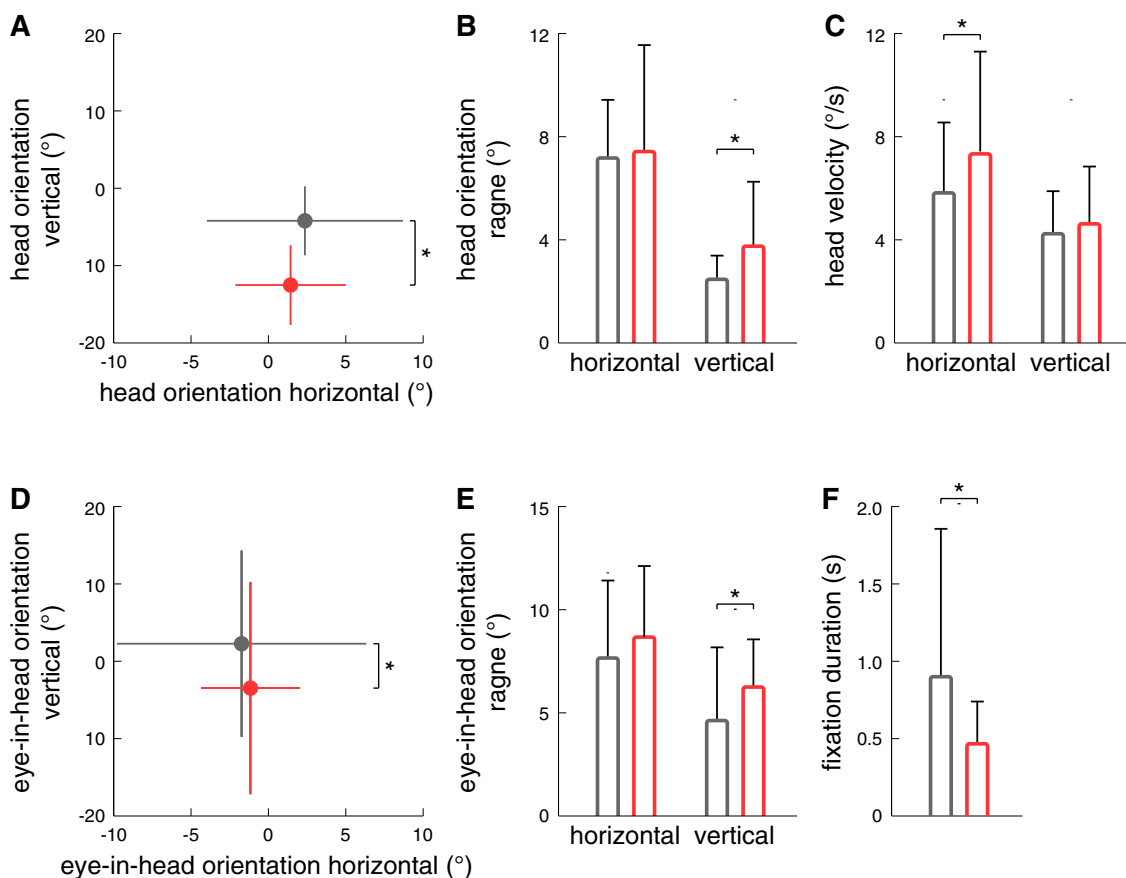 A
20
10
0
10
-20
-10
-5
0
5
10
head orientation
vertical (°)
head orientation horizontal (°)
*
B
12
8
4
0
head orientation
ragne (°)
horizontal
vertical
*
C
12
8
4
0
head velocity (°/s)
horizontal
vertical
*
D
20
10
0
10
20
-10
-5
0
5
10
eye-in-head orientation
vertical (°)
eye-in-head orientation horizontal (°)
*
E
15
10
5
0
eye-in-head orientation
ragne (°)
horizontal
vertical
*
F
2.0
1.5
1.0
0.5
0
fixation duration (s)
*